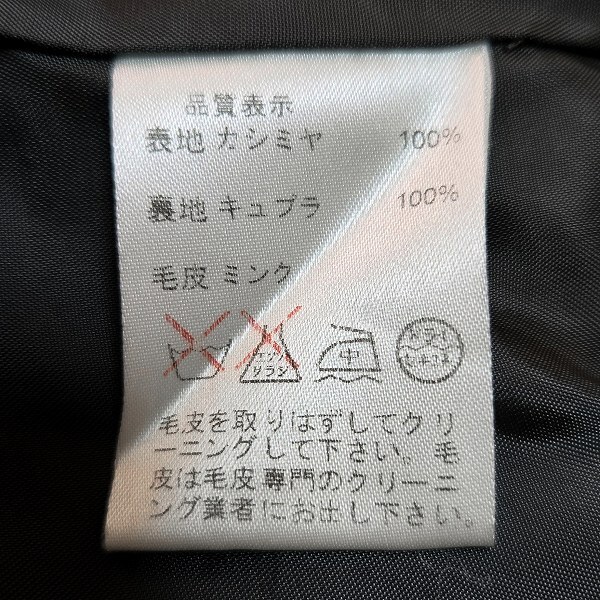 品質表示
表地 カシミヤ 100%
裏地 キュプラ 100%
毛皮 ミンク
エンソ サラシ 中 ドライ セキユ系
毛皮を取りはずしてクリ
ーニングして下さい。毛
皮は毛皮専門のクリーニ
ング業者にお出し下さい。